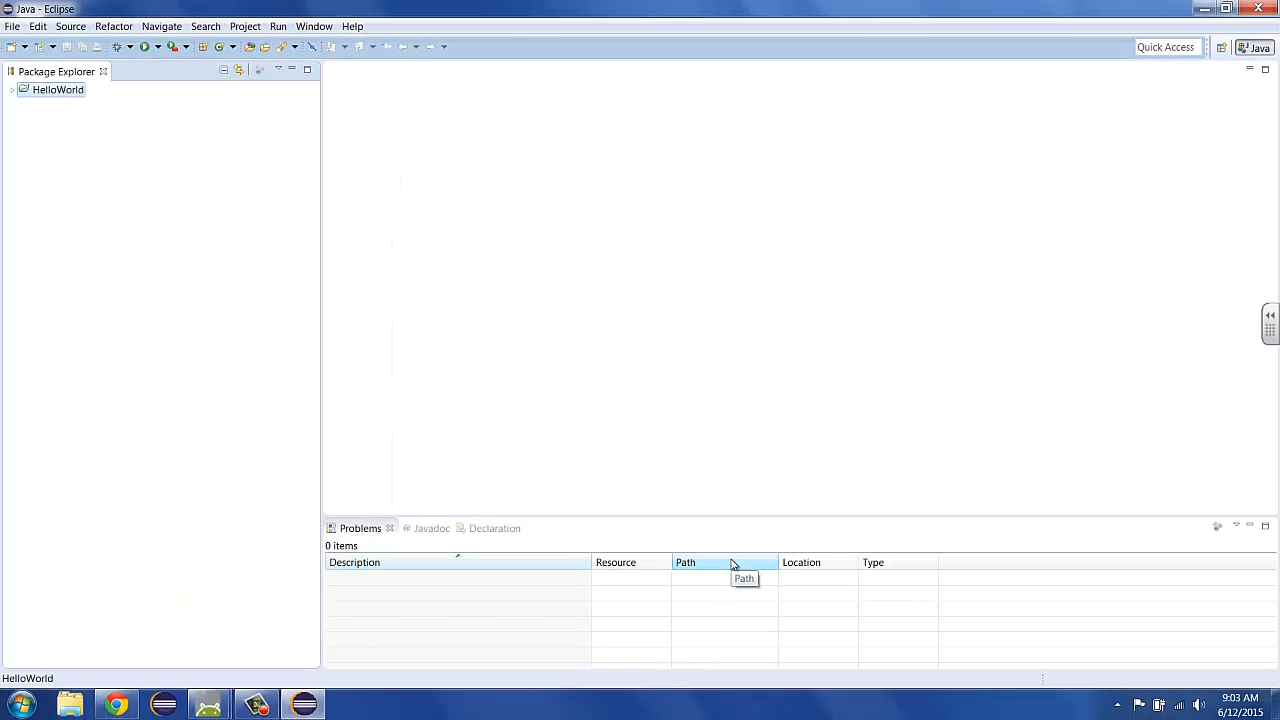 Java - Eclipse
File Edit Source Refactor Navigate Search Project Run Window Help
Quick Access Java
Package Explorer
HelloWorld
Problems @ Javadoc Declaration
0 items
Description Resource Path Location Type
Path
HelloWorld
9:03 AM
6/12/2015